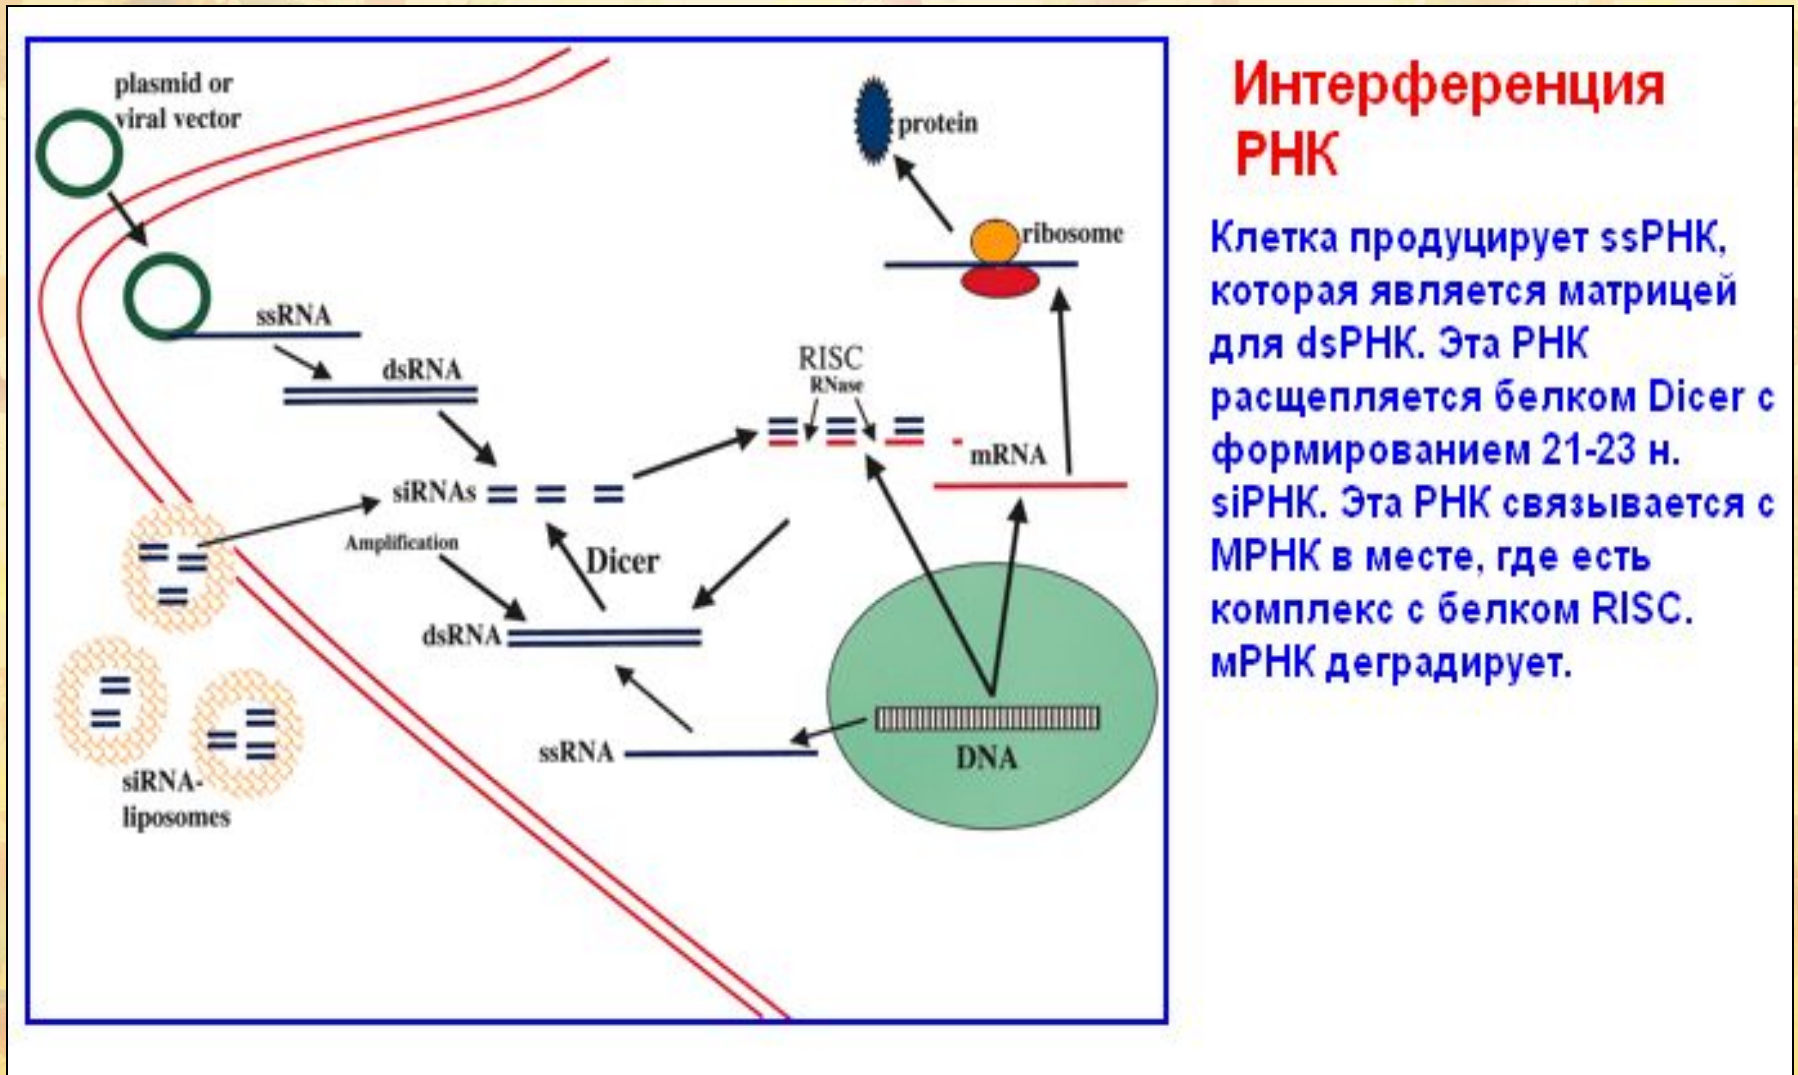 plasmid or
viral vector
protein
ribosome
ssRNA
dsRNA
RISC
RNase
mRNA
siRNAs
Amplification
Dicer
dsRNA
ssRNA
DNA
siRNA-
liposomes
Интерференция
РНК
Клетка продуцирует ssРНК,
которая является матрицей
для dsРНК. Эта РНК
расщепляется белком Dicer с
формированием 21-23 н.
siРНК. Эта РНК связывается с
МРНК в месте, где есть
комплекс с белком RISC.
мРНК деградирует.